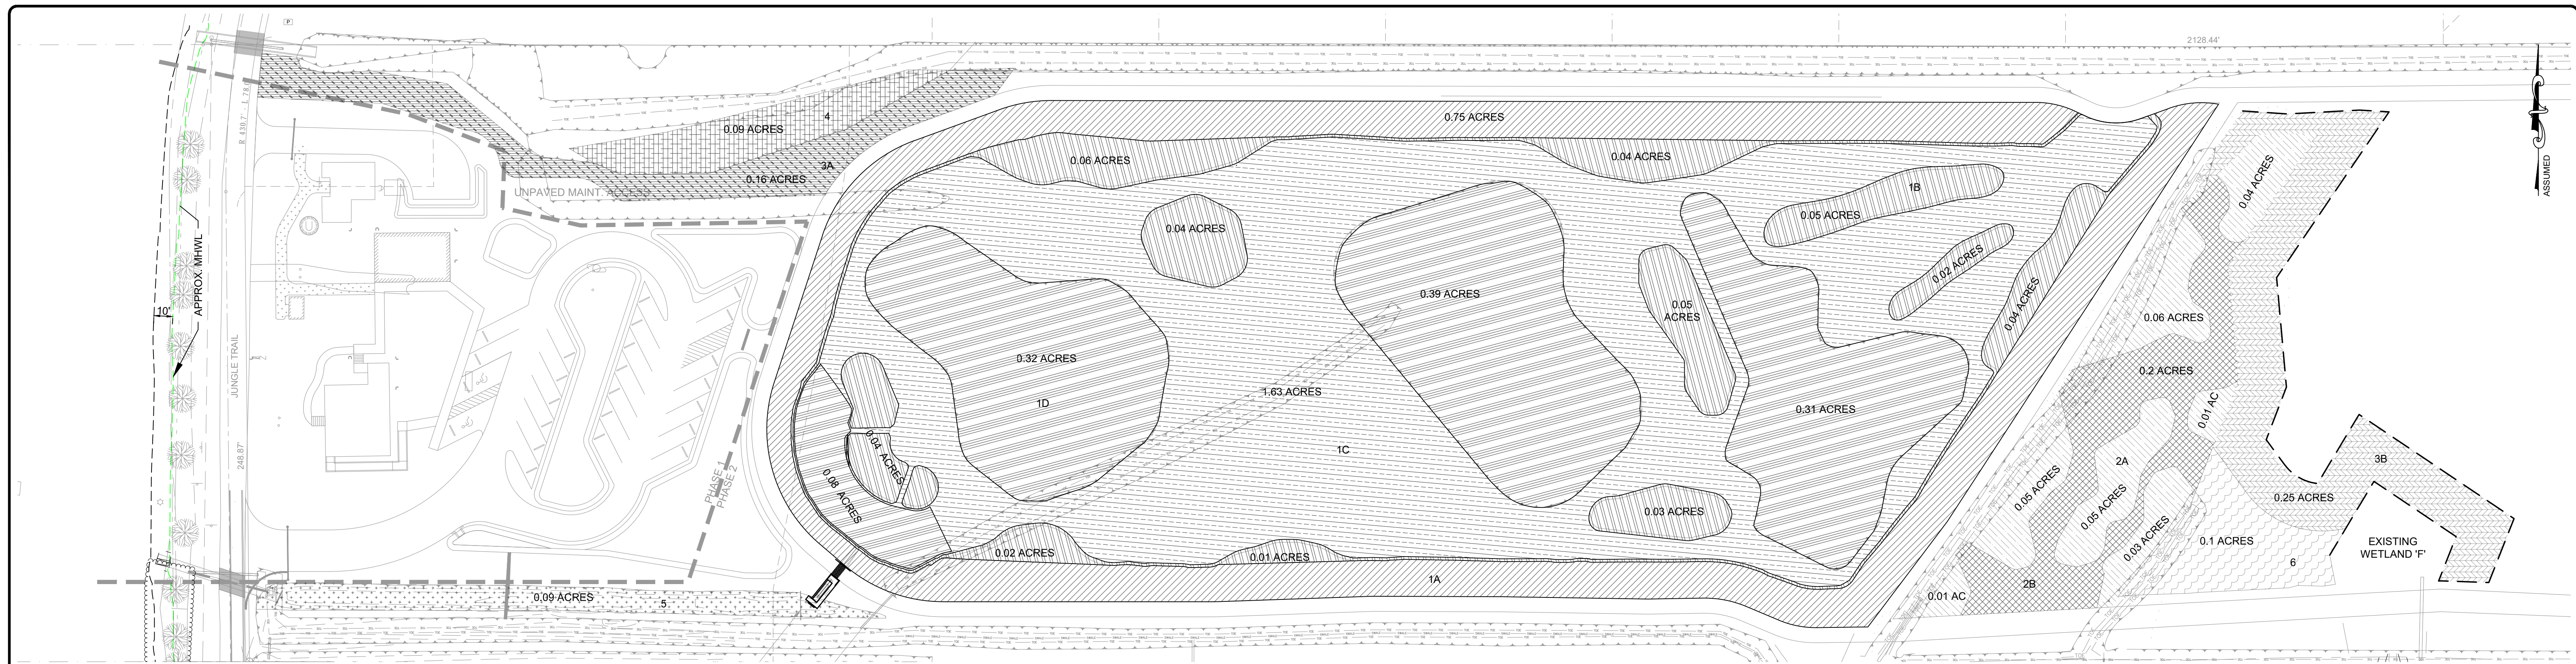 2128.44'
ASSUMED
0.75 ACRES
0.09 ACRES
4
3A
0.16 ACRES
UNPAVED MAINT. ACCESS
0.06 ACRES
0.04 ACRES
0.04 ACRES
1B
0.05 ACRES
0.02 ACRES
0.04 ACRES
0.04 ACRES
APPROX. MHWL
10'
JUNGLE TRAIL
248.87'
0.39 ACRES
0.05
ACRES
0.06 ACRES
0.32 ACRES
1D
1.63 ACRES
0.31 ACRES
0.2 ACRES
0.01 AC
1C
2A
3B
0.04 ACRES
0.08 ACRES
PHASE 1
PHASE 2
0.05 ACRES
0.05 ACRES
0.03 ACRES
0.25 ACRES
0.03 ACRES
0.02 ACRES
0.01 ACRES
0.1 ACRES
6
EXISTING
WETLAND 'F'
1A
2B
0.01 AC
0.09 ACRES
5